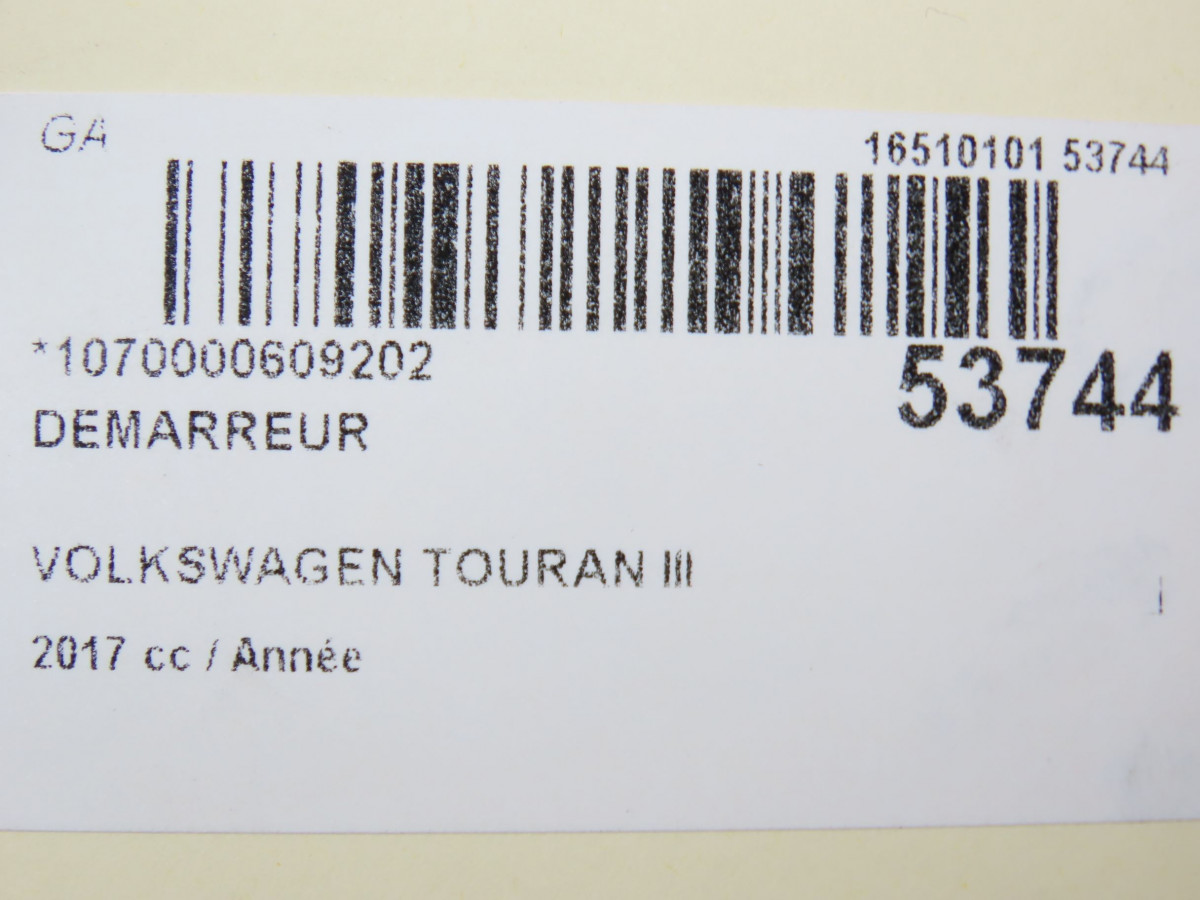 GA
16510101 53744
*1070000609202
53744
DEMARREUR
VOLKSWAGEN TOURAN III
2017 cc / Année